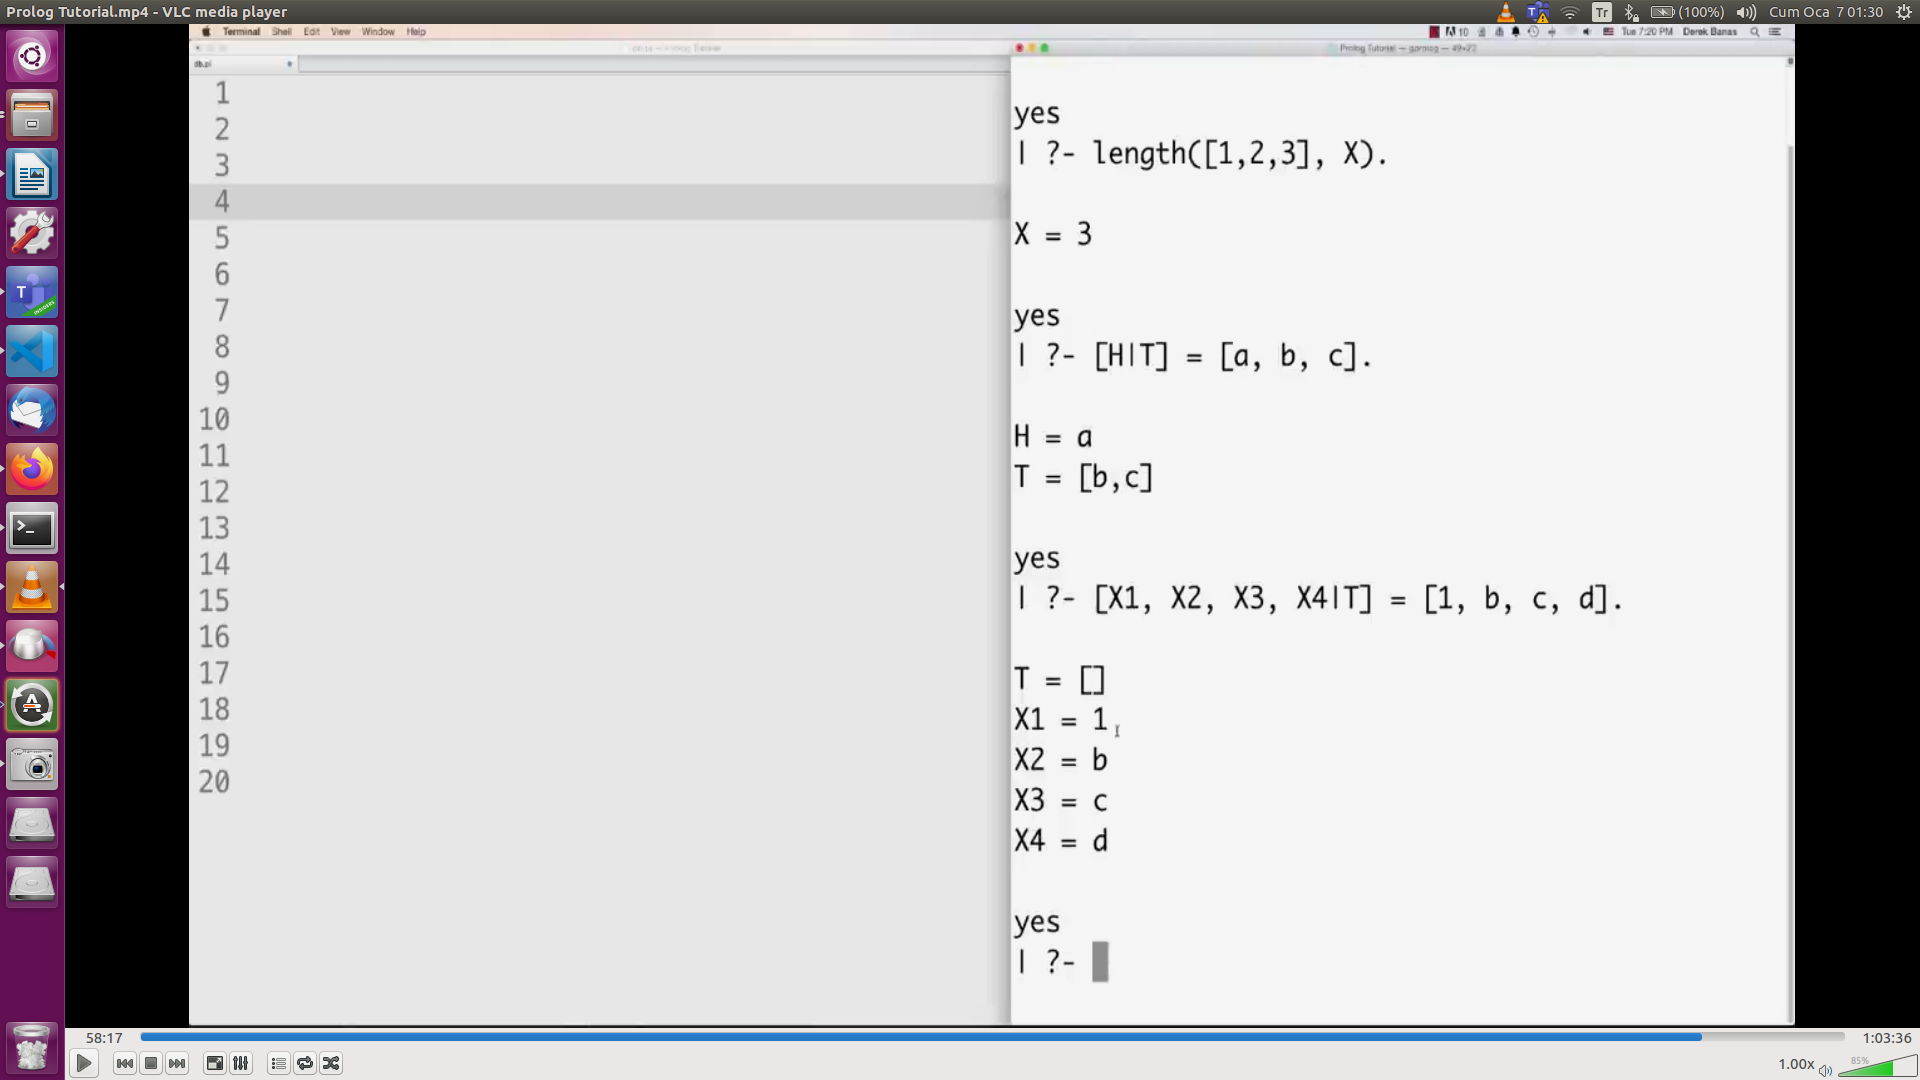 Prolog Tutorial.mp4 - VLC media player
Tr
(100%)
Cum Oca 7 01:30
Terminal Shell Edit View Window Help
10
Tue 7:20 PM Derek Banas
Prolog Tutorial — gprolog — 49×22
db.pl
1
2
3
4
5
6
7
8
9
10
11
12
13
14
15
16
17
18
19
20
yes
| ?- length([1,2,3], X).
X = 3
yes
| ?- [H|T] = [a, b, c].
H = a
T = [b,c]
yes
| ?- [X1, X2, X3, X4|T] = [1, b, c, d].
T = []
X1 = 1
X2 = b
X3 = c
X4 = d
yes
| ?-
58:17
1:03:36
1.00x
85%